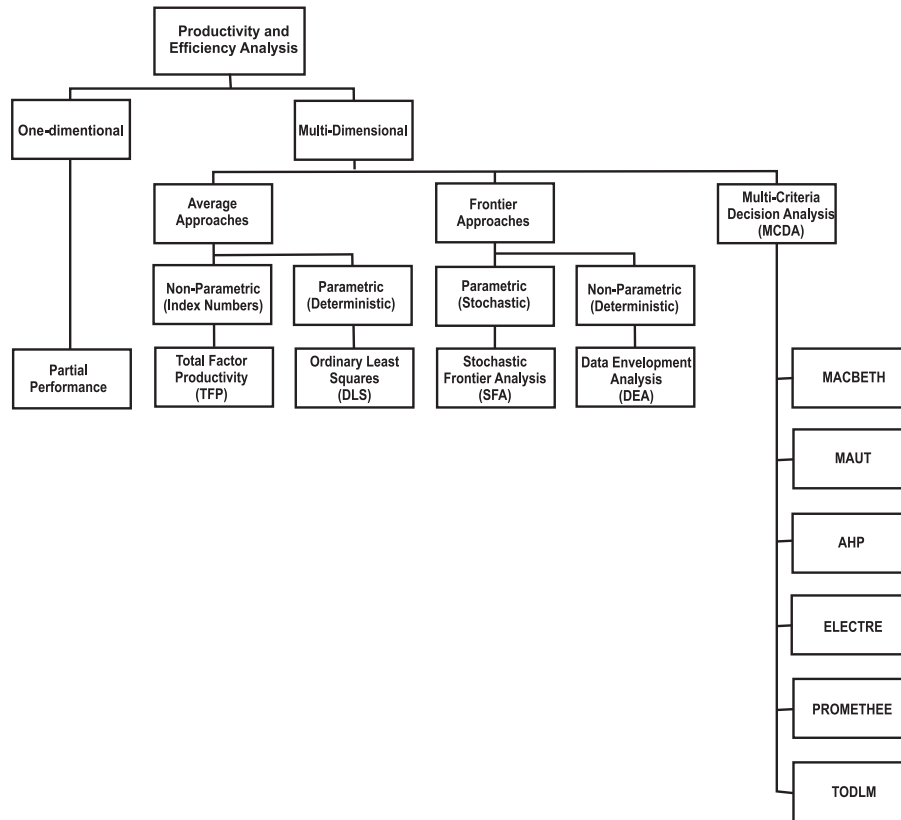 Productivity and
Efficiency Analysis
One-dimentional
Multi-Dimensional
Average
Approaches
Frontier
Approaches
Multi-Criteria
Decision Analysis
(MCDA)
Non-Parametric
(Index Numbers)
Parametric
(Deterministic)
Parametric
(Stochastic)
Non-Parametric
(Deterministic)
Partial
Performance
Total Factor
Productivity
(TFP)
Ordinary Least
Squares
(DLS)
Stochastic
Frontier Analysis
(SFA)
Data Envelopment
Analysis
(DEA)
MACBETH
MAUT
AHP
ELECTRE
PROMETHEE
TODLM